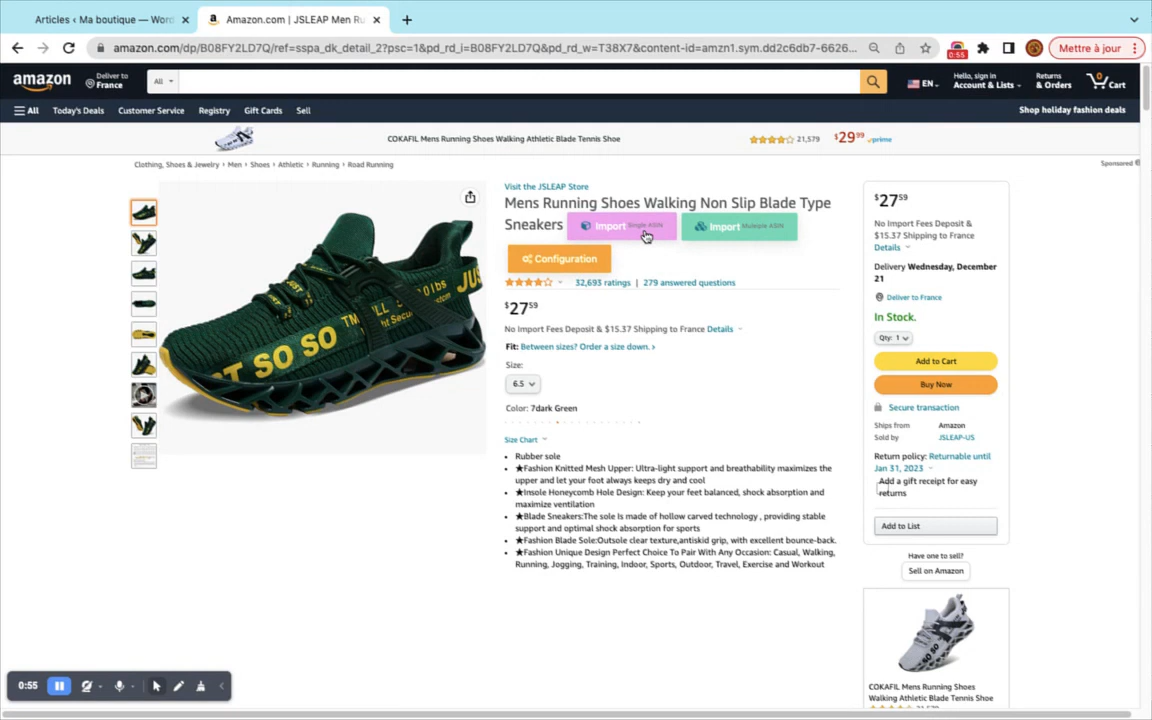 Articles ‹ Ma boutique — Wor
Amazon.com | JSLEAP Men Ru
amazon.com/dp/B08FY2LD7Q/ref=sspa_dk_detail_2?psc=1&pd_rd_i=B08FY2LD7Q&pd_rd_w=T38X7&content-id=amzn1.sym.dd2c6db7-6626...
0:55
Mettre à jour
amazon
Deliver to
France
All
EN
Hello, sign in
Account & Lists
Returns
& Orders
0
Cart
All
Today's Deals
Customer Service
Registry
Gift Cards
Sell
Shop holiday fashion deals
COKAFIL Mens Running Shoes Walking Athletic Blade Tennis Shoe
21,579
$29 99
prime
Clothing, Shoes & Jewelry › Men › Shoes › Athletic › Running › Road Running
Sponsored
Visit the JSLEAP Store
Mens Running Shoes Walking Non Slip Blade Type
Sneakers
Import Single ASIN
Import Multiple ASIN
Configuration
32,693 ratings | 279 answered questions
$27 59
No Import Fees Deposit & $15.37 Shipping to France Details
Fit: Between sizes? Order a size down. ›
Size:
6.5
Color: 7dark Green
Size Chart
• Rubber sole
• ★Fashion Knitted Mesh Upper: Ultra-light support and breathability maximizes the
upper and let your foot always keeps dry and cool
• ★Insole Honeycomb Hole Design: Keep your feet balanced, shock absorption and
maximize ventilation
• ★Blade Sneakers:The sole Is made of hollow carved technology , providing stable
support and optimal shock absorption for sports
• ★Fashion Blade Sole:Outsole clear texture,antiskid grip, with excellent bounce-back.
• ★Fashion Unique Design Perfect Choice To Pair With Any Occasion: Casual, Walking,
Running, Jogging, Training, Indoor, Sports, Outdoor, Travel, Exercise and Workout
$27 59
No Import Fees Deposit &
$15.37 Shipping to France
Details
Delivery Wednesday, December
21
Deliver to France
In Stock.
Qty: 1
Add to Cart
Buy Now
Secure transaction
Ships from Amazon
Sold by JSLEAP-US
Return policy: Returnable until
Jan 31, 2023
Add a gift receipt for easy
returns
Add to List
Have one to sell?
Sell on Amazon
COKAFIL Mens Running Shoes
Walking Athletic Blade Tennis Shoe
21,579
JUST SO SO
0:55